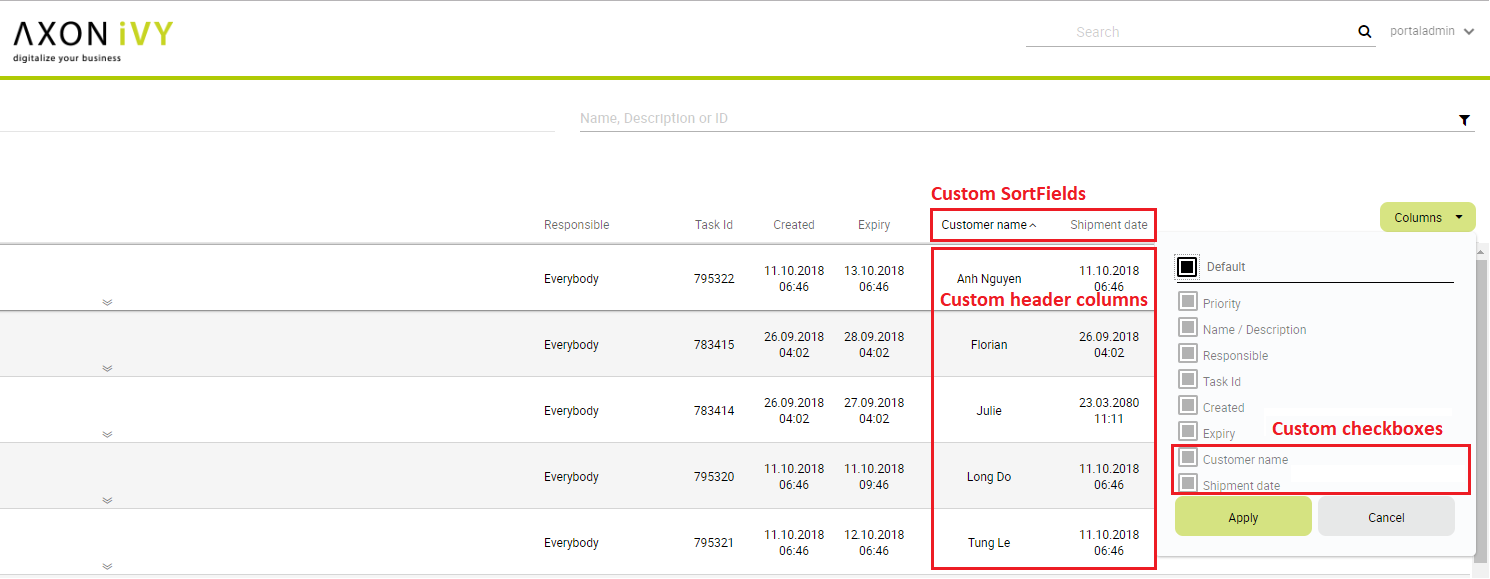 AXON iVY
digitalize your business
Search
portaladmin
Name, Description or ID
Custom SortFields
Responsible Task Id Created Expiry Customer name Shipment date
Columns
Everybody 795322 11.10.2018 06:46 13.10.2018 06:46 Anh Nguyen 11.10.2018 06:46
Custom header columns
Everybody 783415 26.09.2018 04:02 28.09.2018 04:02 Florian 26.09.2018 04:02
Everybody 783414 26.09.2018 04:02 27.09.2018 04:02 Julie 23.03.2080 11:11
Everybody 795320 11.10.2018 06:46 11.10.2018 09:46 Long Do 11.10.2018 06:46
Everybody 795321 11.10.2018 06:46 12.10.2018 06:46 Tung Le 11.10.2018 06:46
Default
Priority
Name / Description
Responsible
Task Id
Created
Expiry
Custom checkboxes
Customer name
Shipment date
Apply
Cancel